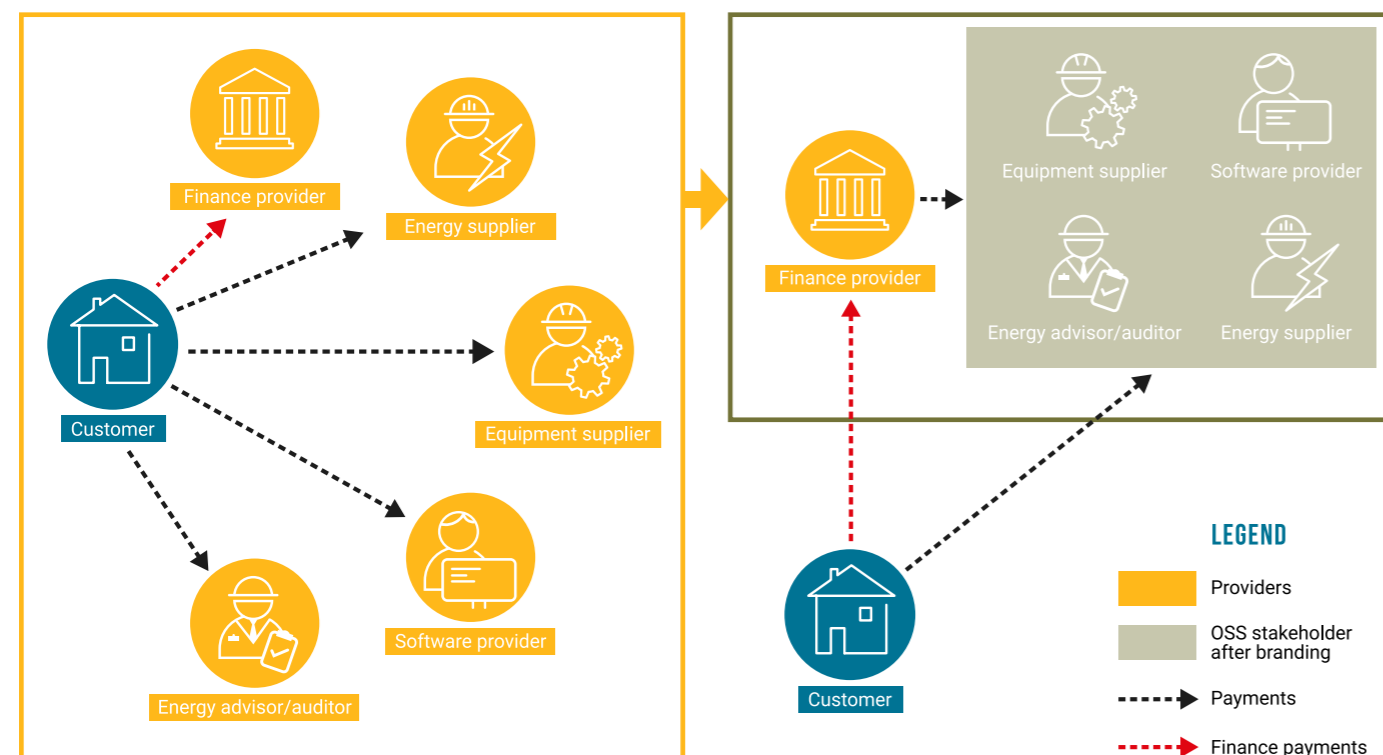 Finance provider
Energy supplier
Customer
Equipment supplier
Software provider
Energy advisor/auditor
Finance provider
Equipment supplier
Software provider
Energy advisor/auditor
Energy supplier
Customer
LEGEND
Providers
OSS stakeholder
after branding
Payments
Finance payments